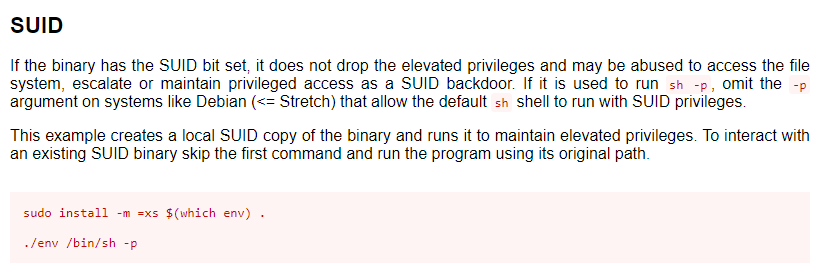 SUID
If the binary has the SUID bit set, it does not drop the elevated privileges and may be abused to access the file
system, escalate or maintain privileged access as a SUID backdoor. If it is used to run sh -p, omit the -p
argument on systems like Debian (<= Stretch) that allow the default sh shell to run with SUID privileges.
This example creates a local SUID copy of the binary and runs it to maintain elevated privileges. To interact with
an existing SUID binary skip the first command and run the program using its original path.
sudo install -m =xs $(which env) .
./env /bin/sh -p